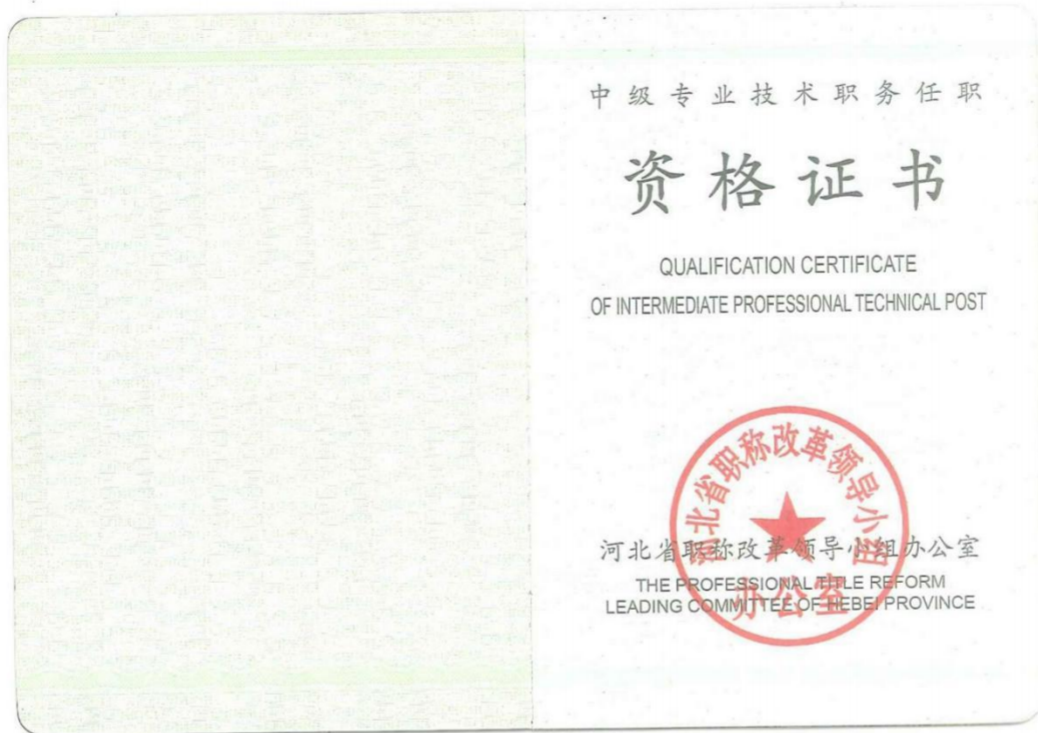 中级专业技术职务任职
资格证书
QUALIFICATION CERTIFICATE
OF INTERMEDIATE PROFESSIONAL TECHNICAL POST
河北省职称改革领导小组
办公室
河北省职称改革领导小组办公室
THE PROFESSIONAL TITLE REFORM
LEADING COMMITTEE OF HEBEI PROVINCE